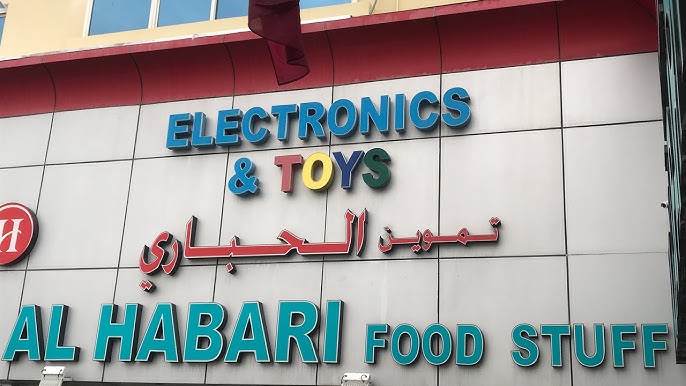 ELECTRONICS
& TOYS
تموين الحباري
H
AL HABARI FOOD STUFF